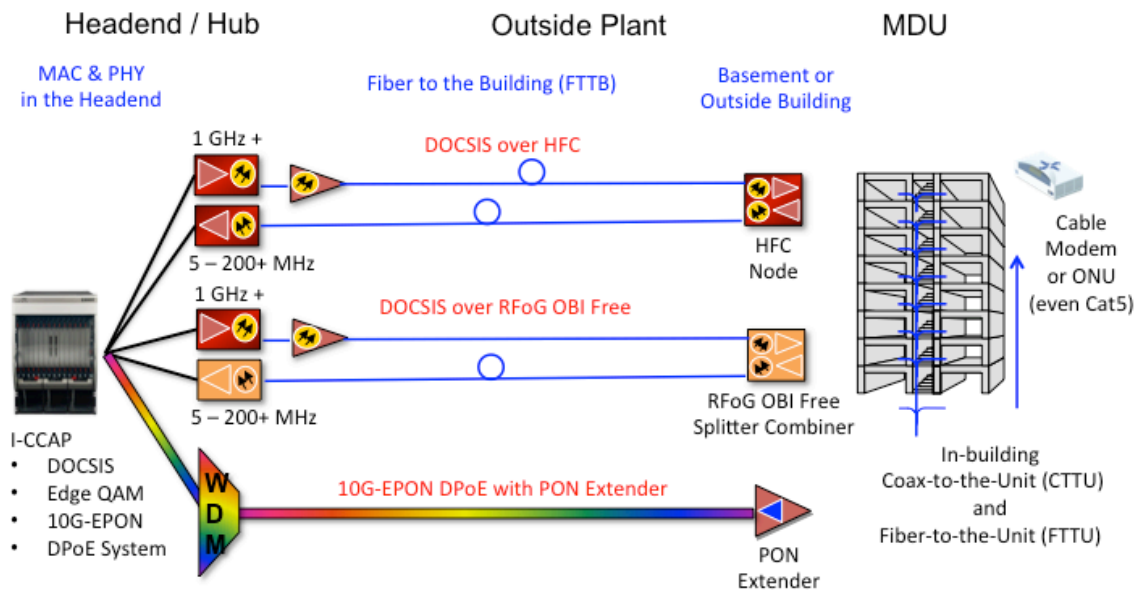 Headend / Hub
Outside Plant
MDU
MAC & PHY
in the Headend
Fiber to the Building (FTTB)
Basement or
Outside Building
1 GHz +
DOCSIS over HFC
5 – 200+ MHz
HFC
Node
Cable
Modem
or ONU
(even Cat5)
1 GHz +
DOCSIS over RFoG OBI Free
5 – 200+ MHz
RFoG OBI Free
Splitter Combiner
I-CCAP
• DOCSIS
• Edge QAM
• 10G-EPON
• DPoE System
W
D
M
10G-EPON DPoE with PON Extender
PON
Extender
In-building
Coax-to-the-Unit (CTTU)
and
Fiber-to-the-Unit (FTTU)